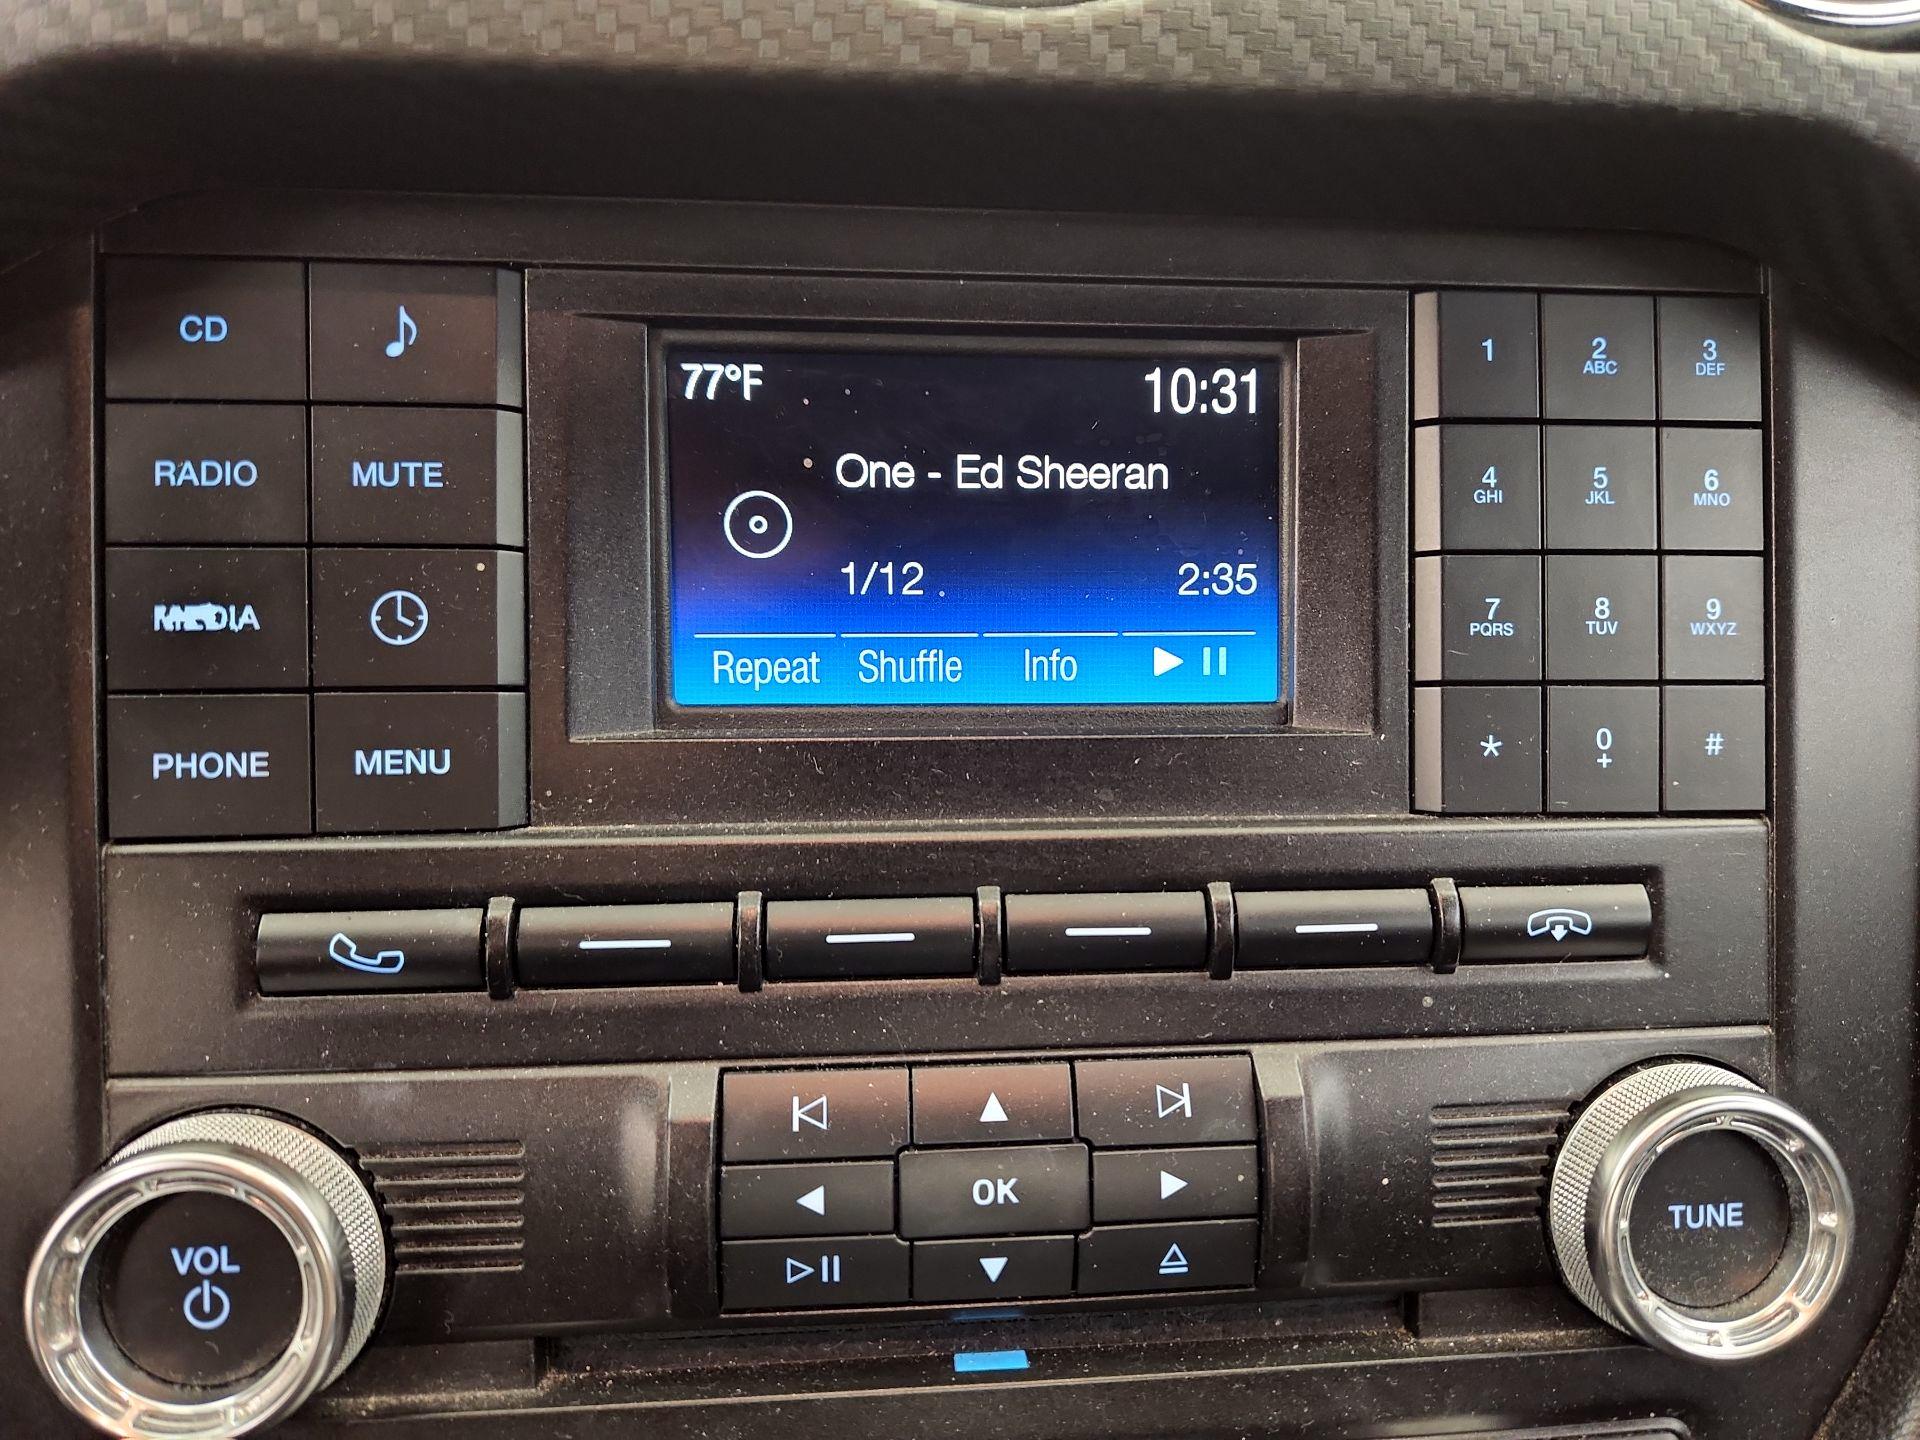 CD
77°F 10:31
1 2 ABC 3 DEF
One - Ed Sheeran
RADIO MUTE
4 GHI 5 JKL 6 MNO
1/12 2:35
MEDIA
7 PQRS 8 TUV 9 WXYZ
Repeat Shuffle Info
PHONE MENU
* 0 + #
OK
VOL
TUNE